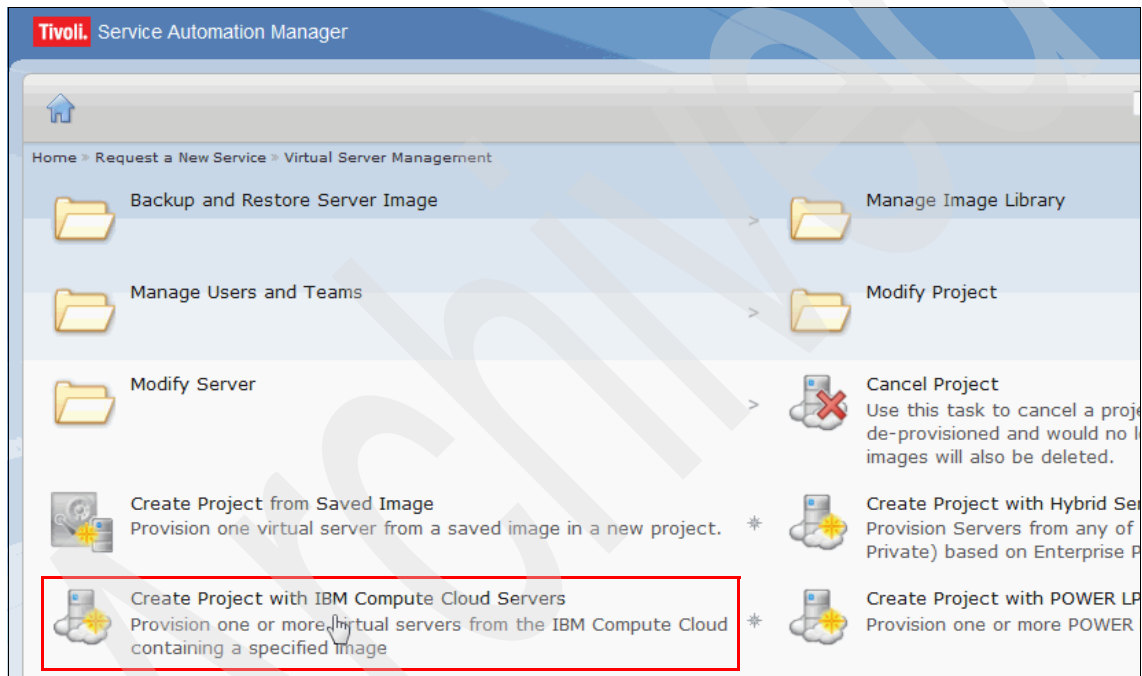 Tivoli. Service Automation Manager
Home » Request a New Service » Virtual Server Management
Backup and Restore Server Image
>
Manage Image Library
Manage Users and Teams
>
Modify Project
Modify Server
>
Cancel Project
Use this task to cancel a proje
de-provisioned and would no l
images will also be deleted.
Create Project from Saved Image
Provision one virtual server from a saved image in a new project.
Create Project with Hybrid Ser
Provision Servers from any of
Private) based on Enterprise P
Create Project with IBM Compute Cloud Servers
Provision one or more virtual servers from the IBM Compute Cloud
containing a specified image
Create Project with POWER LP
Provision one or more POWER
Archived